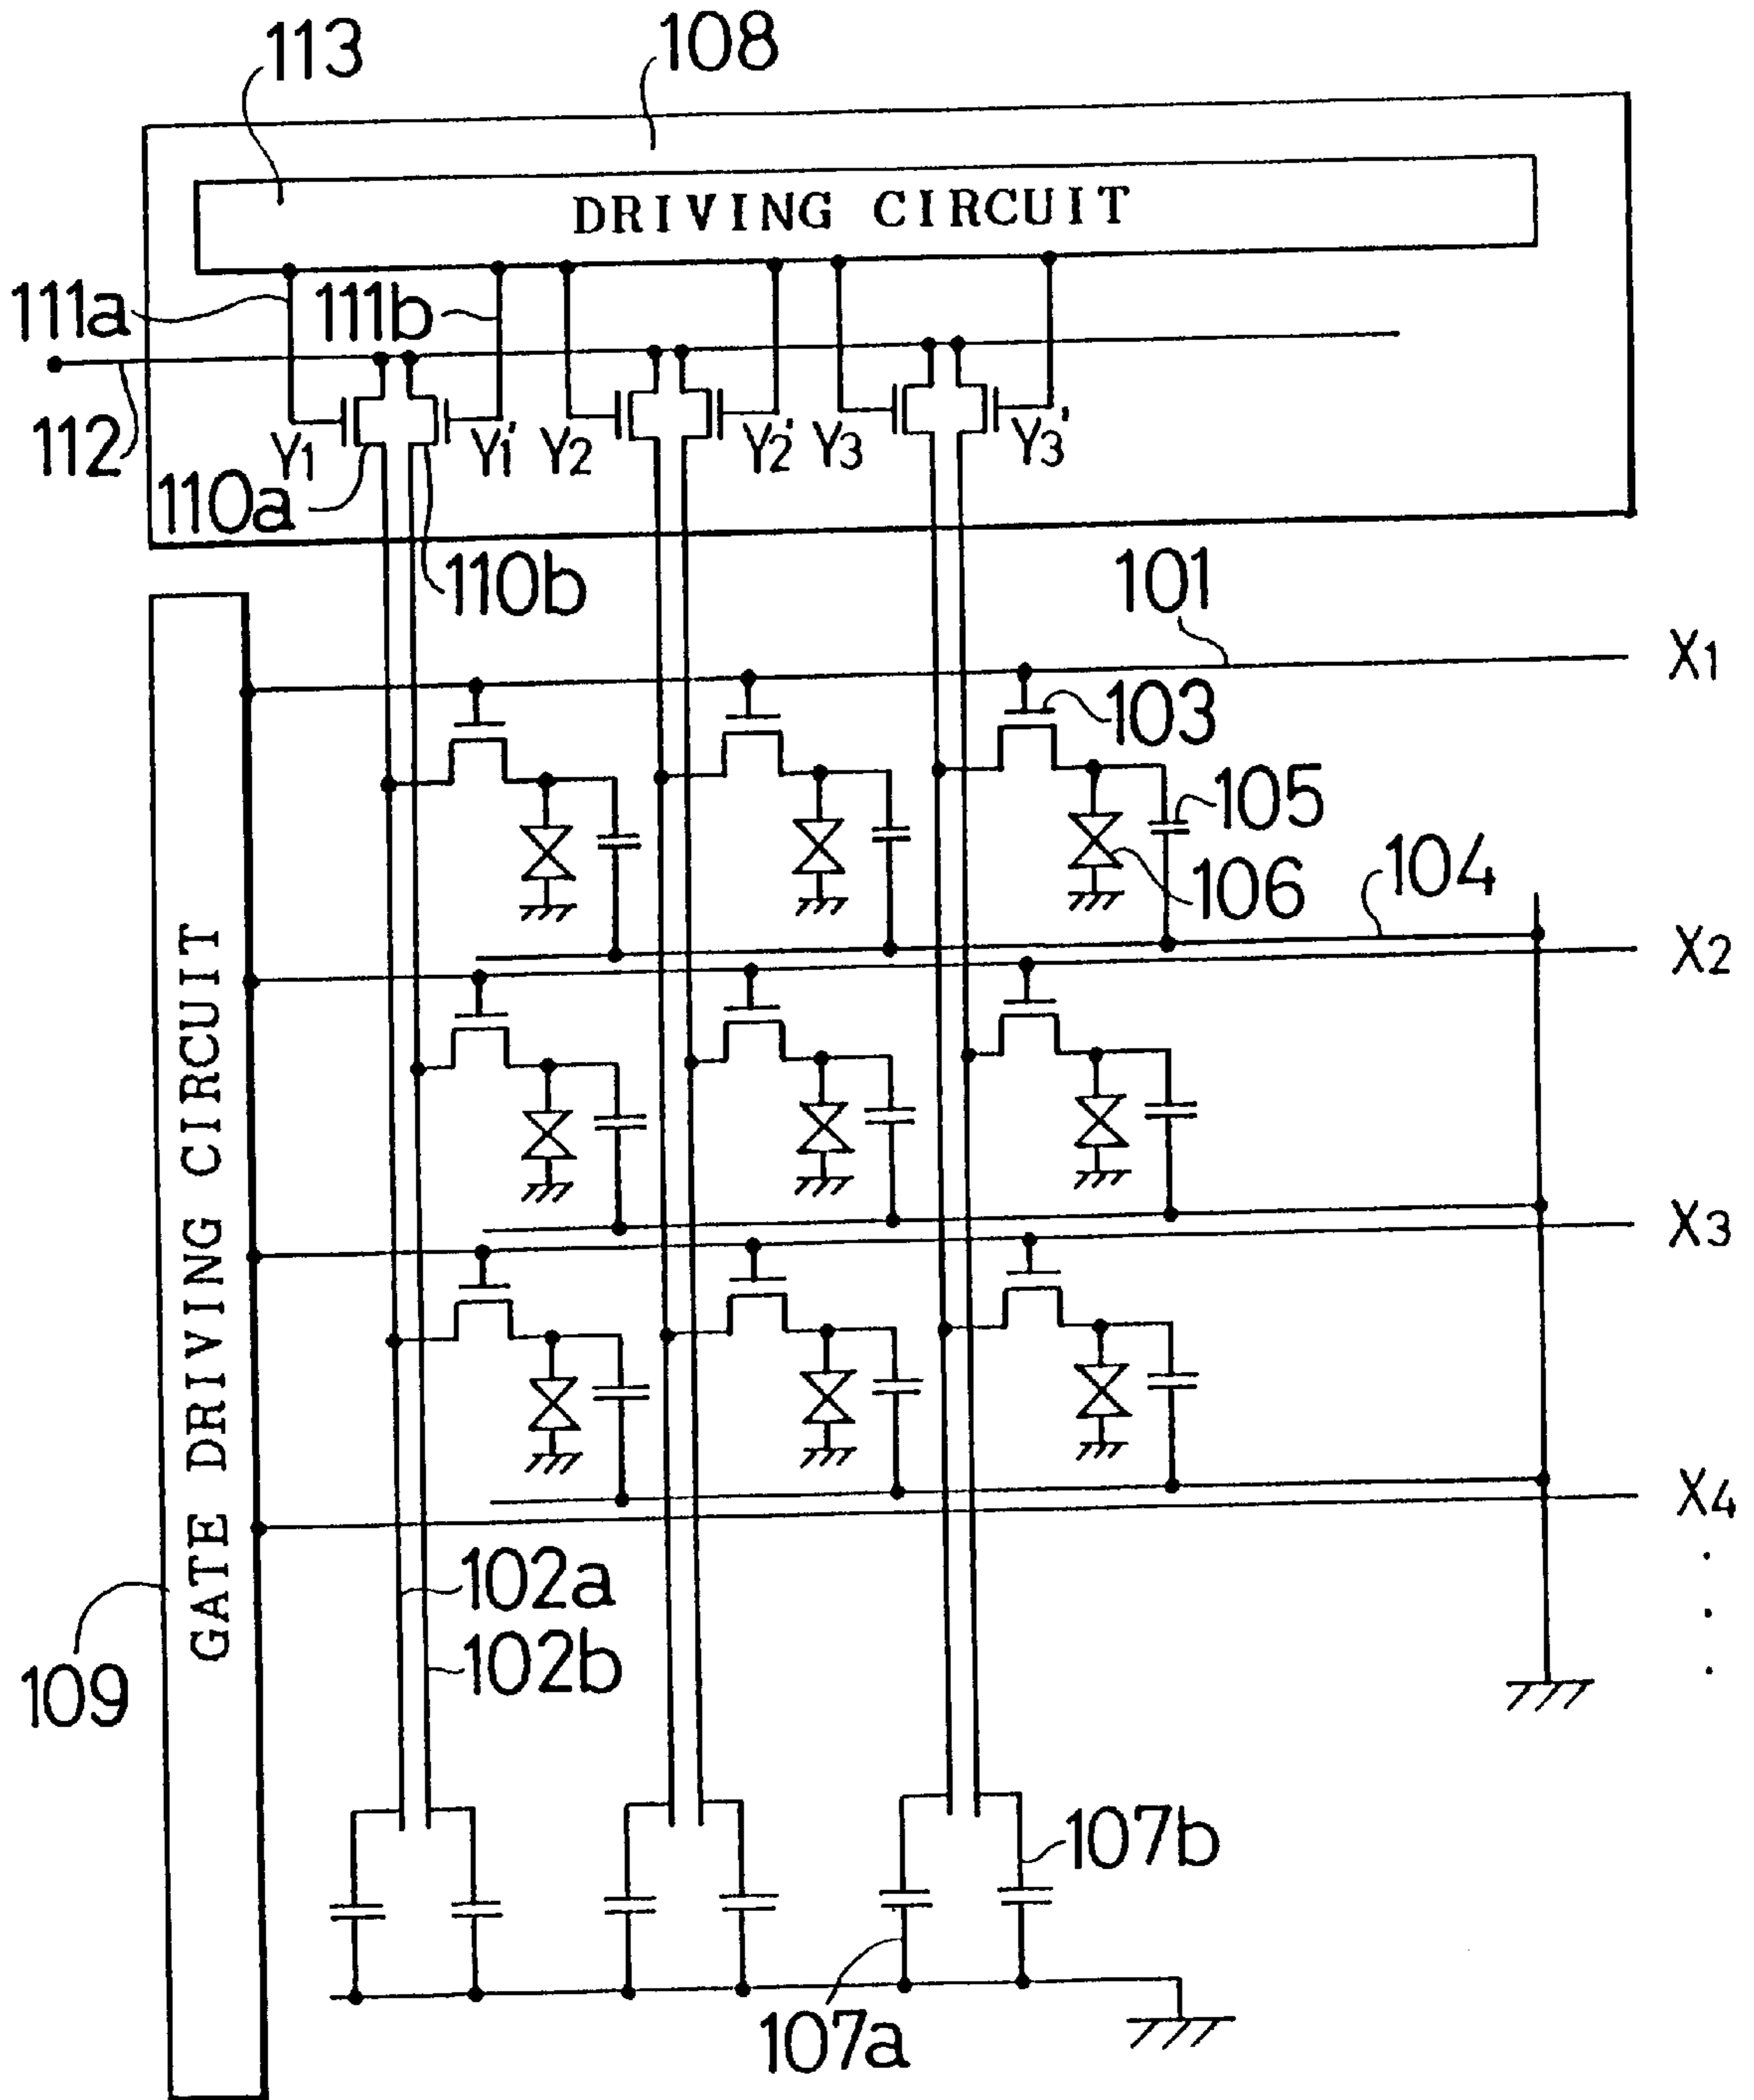 113
108
DRIVING CIRCUIT
111a
111b
112
Y1
Y1'
Y2
Y2'
Y3
Y3'
110a
110b
101
X1
103
105
106
104
X2
GATE DRIVING CIRCUIT
X3
X4
102a
102b
109
107b
107a